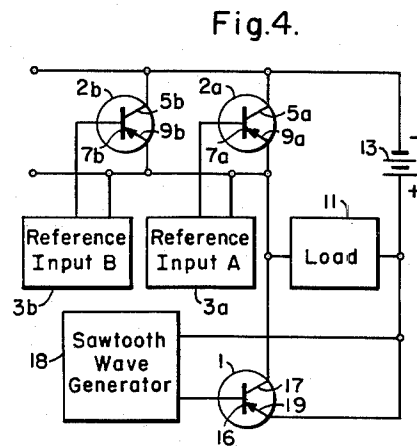 Fig.4.
2b 2a
5b 5a
9b 9a
7b 7a
13 - +
11
Reference Input B
Reference Input A
Load
3b 3a
18
Sawtooth Wave Generator
1
17
19
16